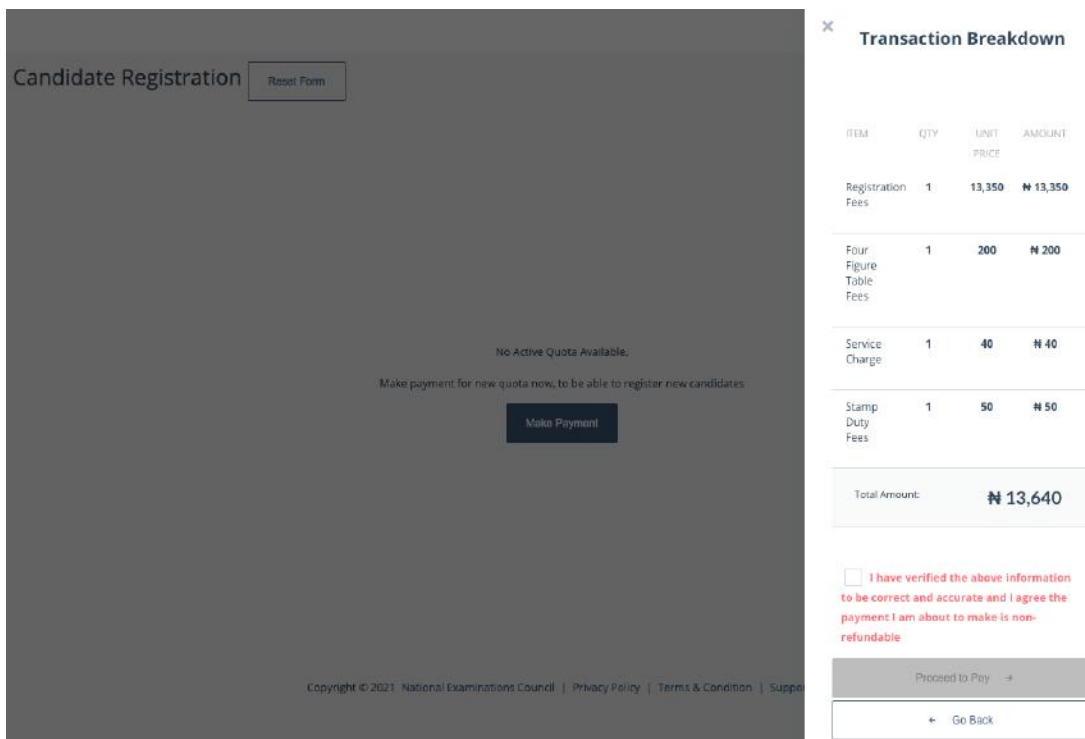 Candidate Registration
Reset Form
No Active Quota Available.
Make payment for new quota now, to be able to register new candidates
Make Payment
Copyright © 2021 National Examinations Council | Privacy Policy | Terms & Condition |
×
Transaction Breakdown
ITEM QTY UNIT AMOUNT
PRICE
Registration 1 13,350 ₦ 13,350
Fees
Four 1 200 ₦ 200
Figure
Table
Fees
Service 1 40 ₦ 40
Charge
Stamp 1 50 ₦ 50
Duty
Fees
Total Amount: ₦ 13,640
I have verified the above information
to be correct and accurate and I agree the
payment I am about to make is non-
refundable
Proceed to Pay →
← Go Back